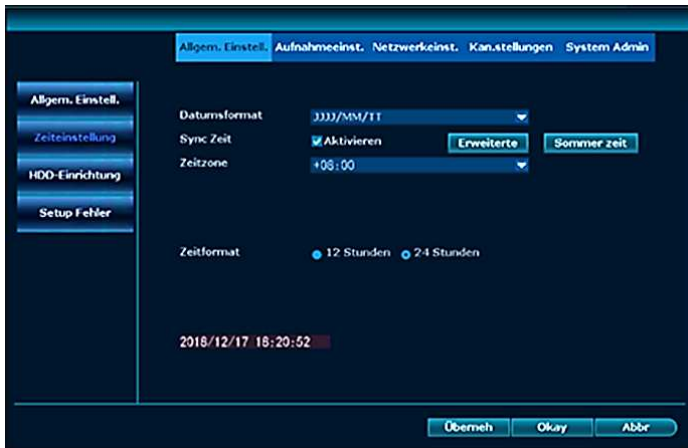 Allgem. Einstell. Aufnahmeeinst. Netzwerkeinst. Kan.stellungen System Admin
Allgem. Einstell.
Zeiteinstellung
HDD-Einrichtung
Setup Fehler
Datumsformat JJJJ/MM/TT
Sync Zeit Aktivieren Erweiterte Sommer zeit
Zeitzone +08:00
Zeitformat 12 Stunden 24 Stunden
2018/12/17 16:20:52
Überneh Okay Abbr